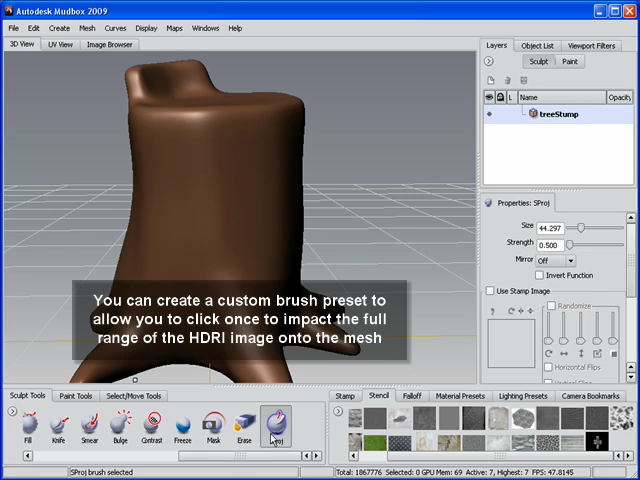 Autodesk Mudbox 2009
File Edit Create Mesh Curves Display Maps Windows Help
3D View UV View Image Browser
Layers Object List Viewport Filters
Sculpt Paint
L Name Opacity
treeStump
Properties: SProj
Size 44.297
Strength 0.500
Mirror Off
Invert Function
Use Stamp Image
Randomize
Horizontal Flips
Vertical Flips
You can create a custom brush preset to
allow you to click once to impact the full
range of the HDRI image onto the mesh
Sculpt Tools Paint Tools Select/Move Tools
Stamp Stencil Falloff Material Presets Lighting Presets Camera Bookmarks
Fill Knife Smear Bulge Contrast Freeze Mask Erase SProj
SProj brush selected
Total: 1867776 Selected: 0 GPU Mem: 69 Active: 7, Highest: 7 FPS: 47.8145